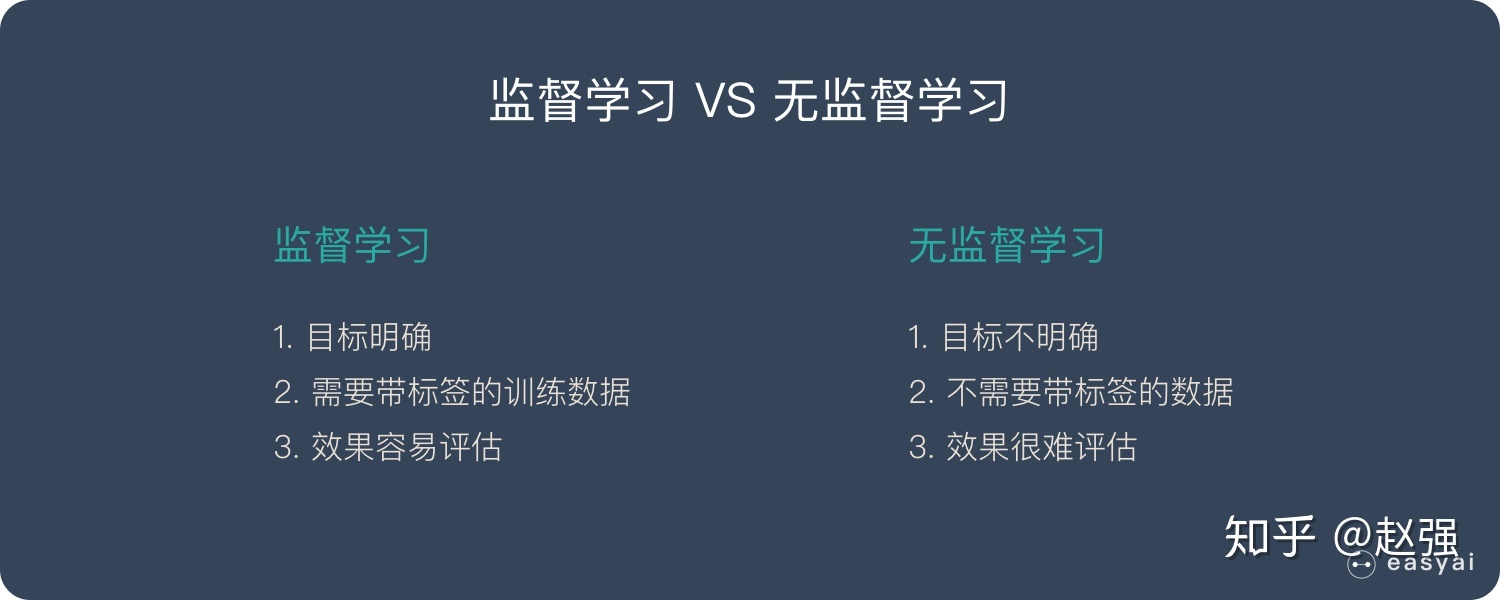 监督学习 VS 无监督学习
监督学习
1. 目标明确
2. 需要带标签的训练数据
3. 效果容易评估
无监督学习
1. 目标不明确
2. 不需要带标签的数据
3. 效果很难评估
知乎 @赵强
easyai